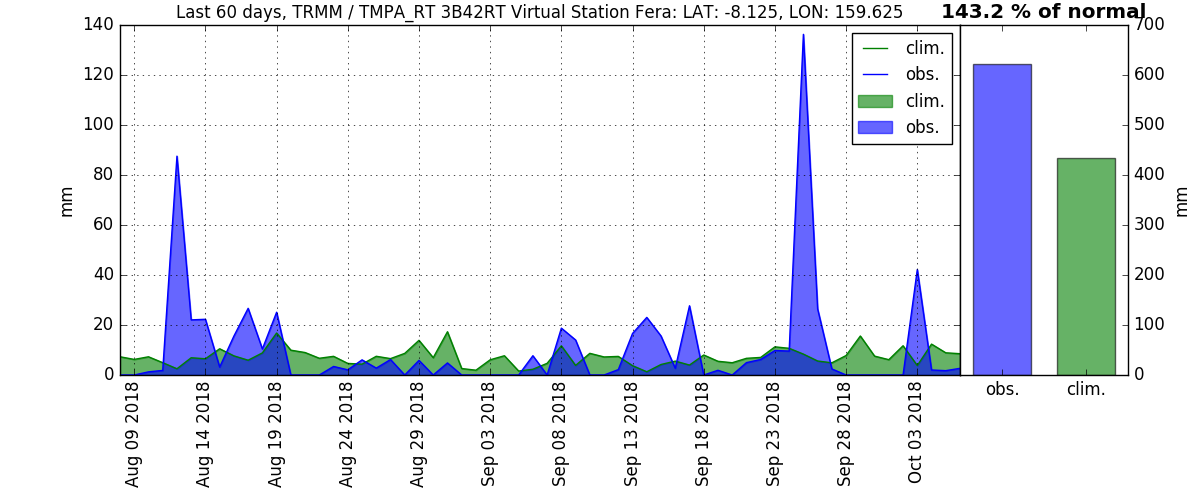 Last 60 days, TRMM / TMPA_RT 3B42RT Virtual Station Fera: LAT: -8.125, LON: 159.625
143.2 % of normal
140
120
100
80
60
40
20
0
mm
clim.
obs.
clim.
obs.
700
600
500
400
300
200
100
0
mm
obs.
clim.
Aug 09 2018
Aug 14 2018
Aug 19 2018
Aug 24 2018
Aug 29 2018
Sep 03 2018
Sep 08 2018
Sep 13 2018
Sep 18 2018
Sep 23 2018
Sep 28 2018
Oct 03 2018